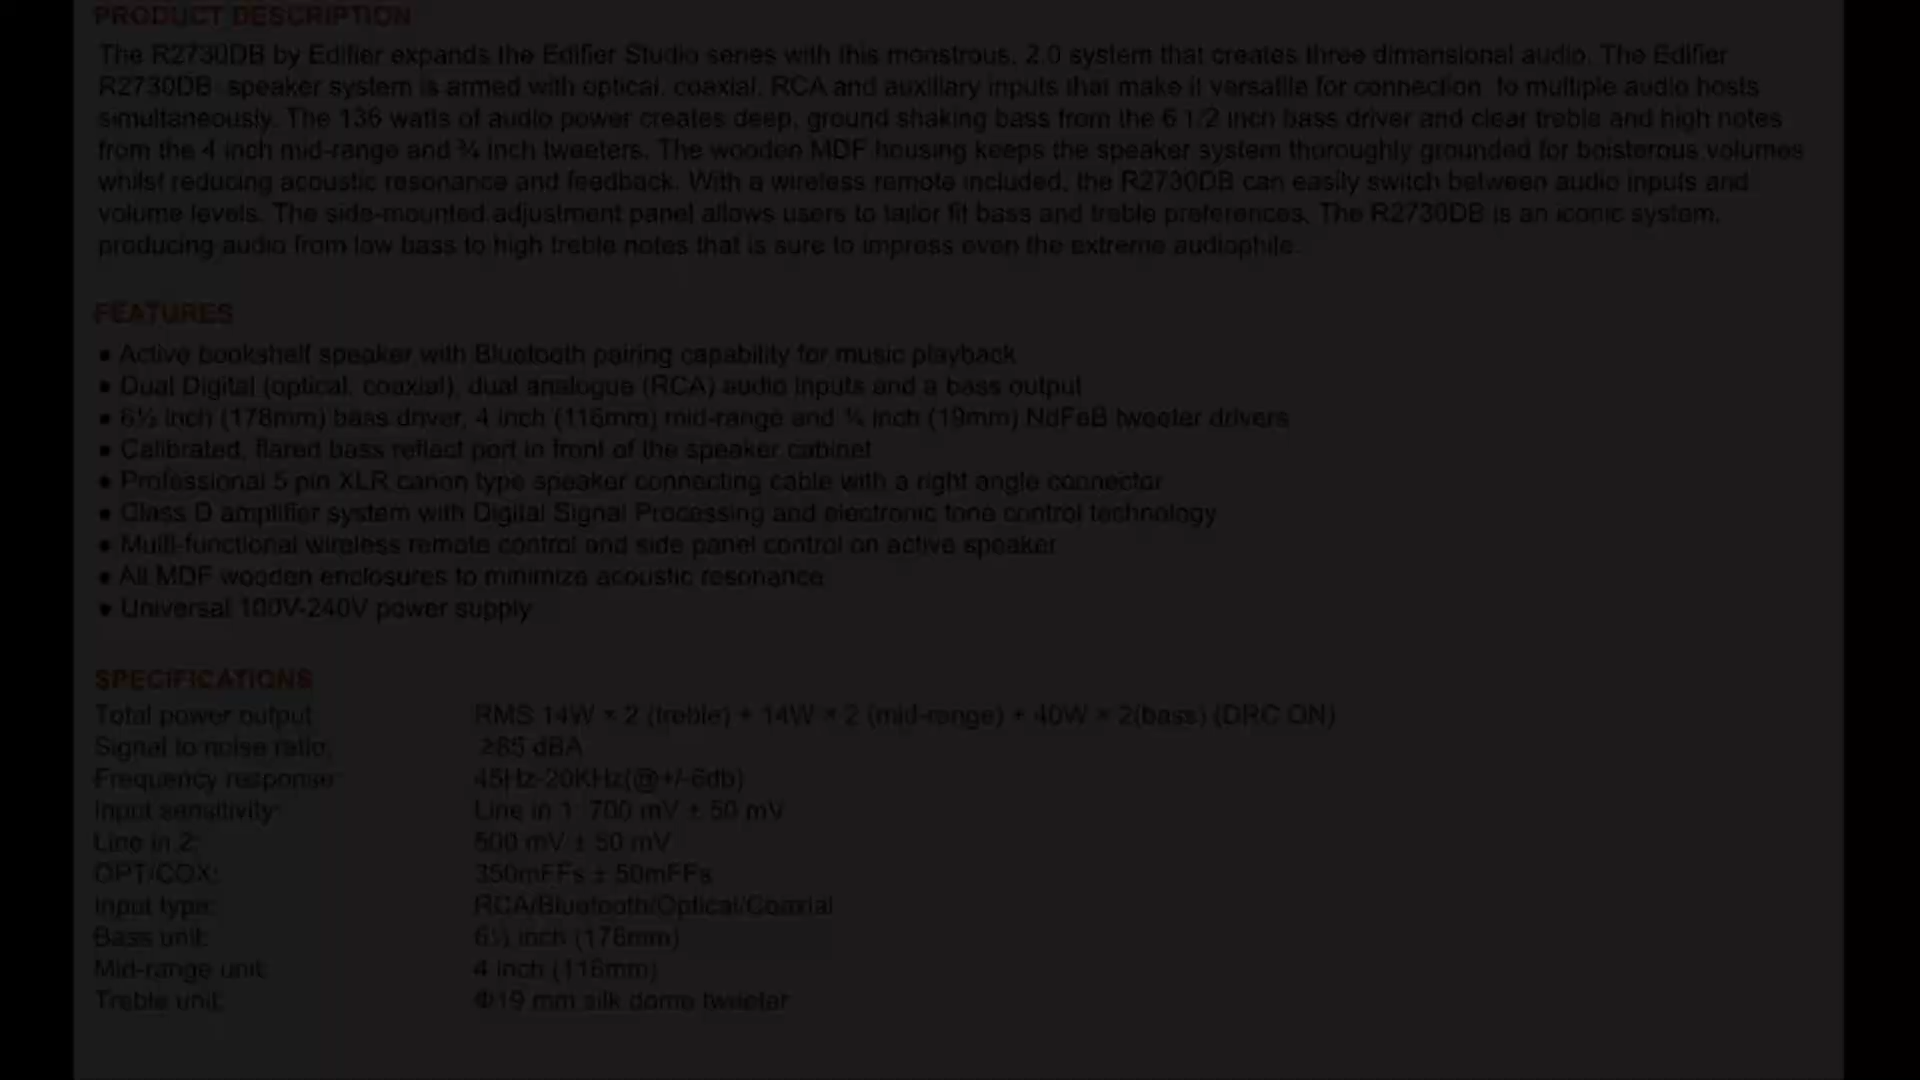 PRODUCT DESCRIPTION
The R2730DB by Edifier expands the Edifier Studio series with this monstrous, 2.0 system that creates three dimensional audio. The Edifier
R2730DB speaker system is armed with optical, coaxial, RCA and auxiliary inputs that make it versatile for connection to multiple audio hosts
simultaneously. The 136 watts of audio power creates deep, ground shaking bass from the 6 1/2 inch bass driver and clear treble and high notes
from the 4 inch mid-range and ¾ inch tweeters. The wooden MDF housing keeps the speaker system thoroughly grounded for boisterous volumes
whilst reducing acoustic resonance and feedback. With a wireless remote included, the R2730DB can easily switch between audio inputs and
volume levels. The side-mounted adjustment panel allows users to tailor fit bass and treble preferences. The R2730DB is an iconic system,
producing audio from low bass to high treble notes that is sure to impress even the extreme audiophile.
FEATURES
● Active bookshelf speaker with Bluetooth pairing capability for music playback
● Dual Digital (optical, coaxial), dual analogue (RCA) audio inputs and a bass output
● 6½ inch (178mm) bass driver, 4 inch (116mm) mid-range and ¾ inch (19mm) NdFeB tweeter drivers
● Calibrated, flared bass reflect port in front of the speaker cabinet
● Professional 5 pin XLR canon type speaker connecting cable with a right angle connector
● Class D amplifier system with Digital Signal Processing and electronic tone control technology
● Multi-functional wireless remote control and side panel control on active speaker
● All MDF wooden enclosures to minimize acoustic resonance
● Universal 100V-240V power supply
SPECIFICATIONS
Total power output: RMS 14W × 2 (treble) + 14W × 2 (mid-range) + 40W × 2(bass) (DRC ON)
Signal to noise ratio: ≥85 dBA
Frequency response: 45Hz-20KHz(@+/-6db)
Input sensitivity: Line in 1: 700 mV ± 50 mV
Line in 2: 500 mV ± 50 mV
OPT/COX: 350mFFs ± 50mFFs
Input type: RCA/Bluetooth/Optical/Coaxial
Bass unit: 6½ inch (178mm)
Mid-range unit: 4 inch (116mm)
Treble unit: Φ19 mm silk dome tweeter